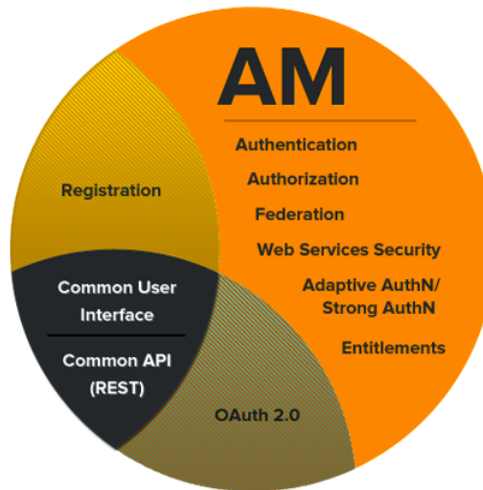 AM
Authentication
Authorization
Federation
Web Services Security
Adaptive AuthN/
Strong AuthN
Entitlements
Registration
Common User
Interface
Common API
(REST)
OAuth 2.0